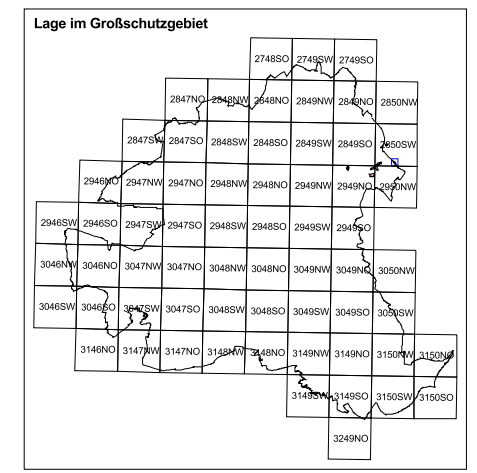 Lage im Großschutzgebiet
2748SO 2749SW 2749SO
2847NO 2848NW 2848NO 2849NW 2849NO 2850NW
2847SW 2847SO 2848SW 2848SO 2849SW 2849SO 2850SW
2946NO 2947NW 2947NO 2948NW 2948NO 2949NW 2949NO 2950NW
2946SW 2946SO 2947SW 2947SO 2948SW 2948SO 2949SW 2949SO
3046NW 3046NO 3047NW 3047NO 3048NW 3048NO 3049NW 3049NO 3050NW
3046SW 3046SO 3047SW 3047SO 3048SW 3048SO 3049SW 3049SO 3050SW
3146NO 3147NW 3147NO 3148NW 3148NO 3149NW 3149NO 3150NW 3150NO
3149SW 3149SO 3150SW 3150SO
3249NO